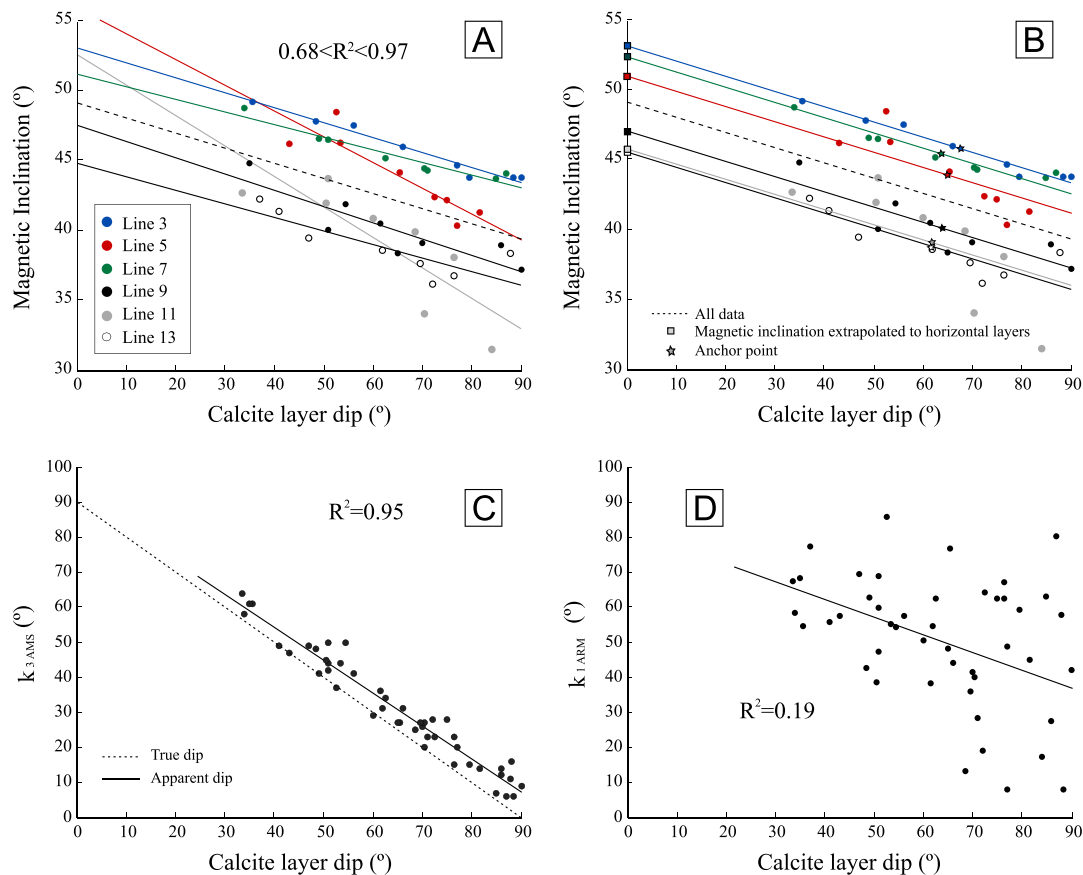 A
0.68<R²<0.97
Magnetic Inclination (º)
55
50
45
40
35
30
Line 3
Line 5
Line 7
Line 9
Line 11
Line 13
0 10 20 30 40 50 60 70 80 90
Calcite layer dip (º)
B
Magnetic Inclination (º)
55
50
45
40
35
30
All data
Magnetic inclination extrapolated to horizontal layers
Anchor point
0 10 20 30 40 50 60 70 80 90
Calcite layer dip (º)
C
R²=0.95
k 3 AMS (º)
100
90
80
70
60
50
40
30
20
10
0
True dip
Apparent dip
0 10 20 30 40 50 60 70 80 90
Calcite layer dip (º)
D
R²=0.19
k 1 ARM (º)
100
90
80
70
60
50
40
30
20
10
0
0 10 20 30 40 50 60 70 80 90
Calcite layer dip (º)